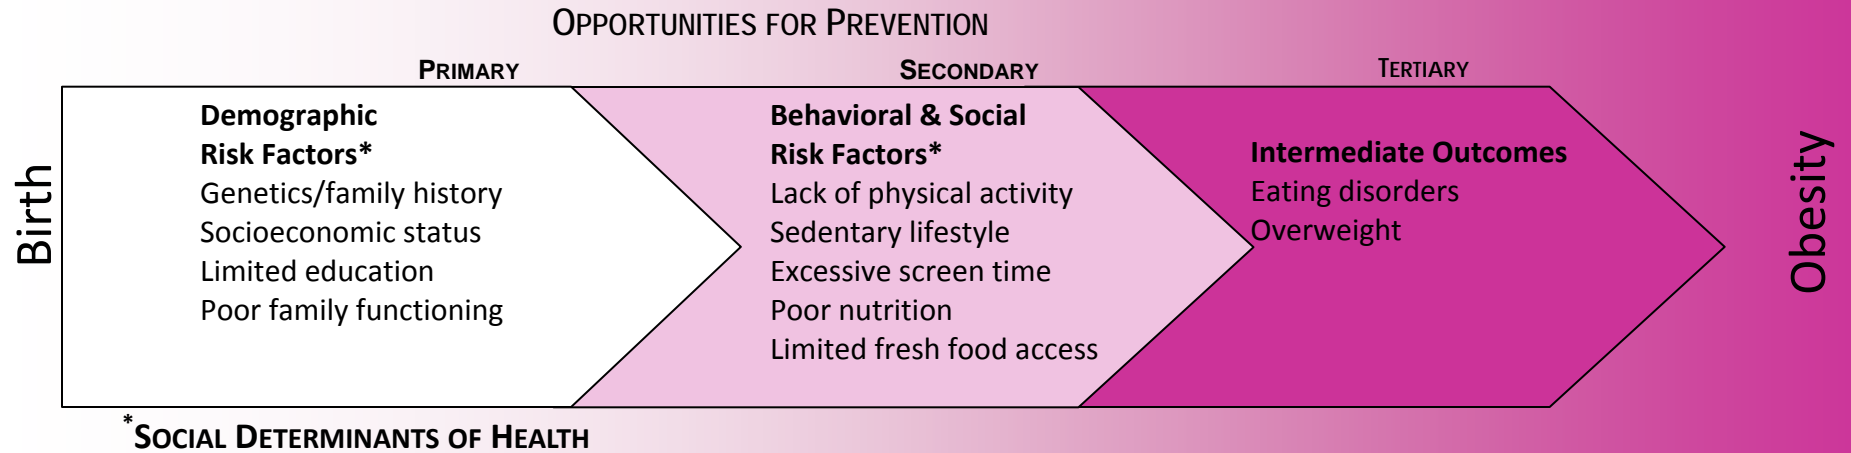 OPPORTUNITIES FOR PREVENTION
PRIMARY
SECONDARY
TERTIARY
Birth
Demographic
Risk Factors*
Genetics/family history
Socioeconomic status
Limited education
Poor family functioning
Behavioral & Social
Risk Factors*
Lack of physical activity
Sedentary lifestyle
Excessive screen time
Poor nutrition
Limited fresh food access
Intermediate Outcomes
Eating disorders
Overweight
Obesity
*SOCIAL DETERMINANTS OF HEALTH